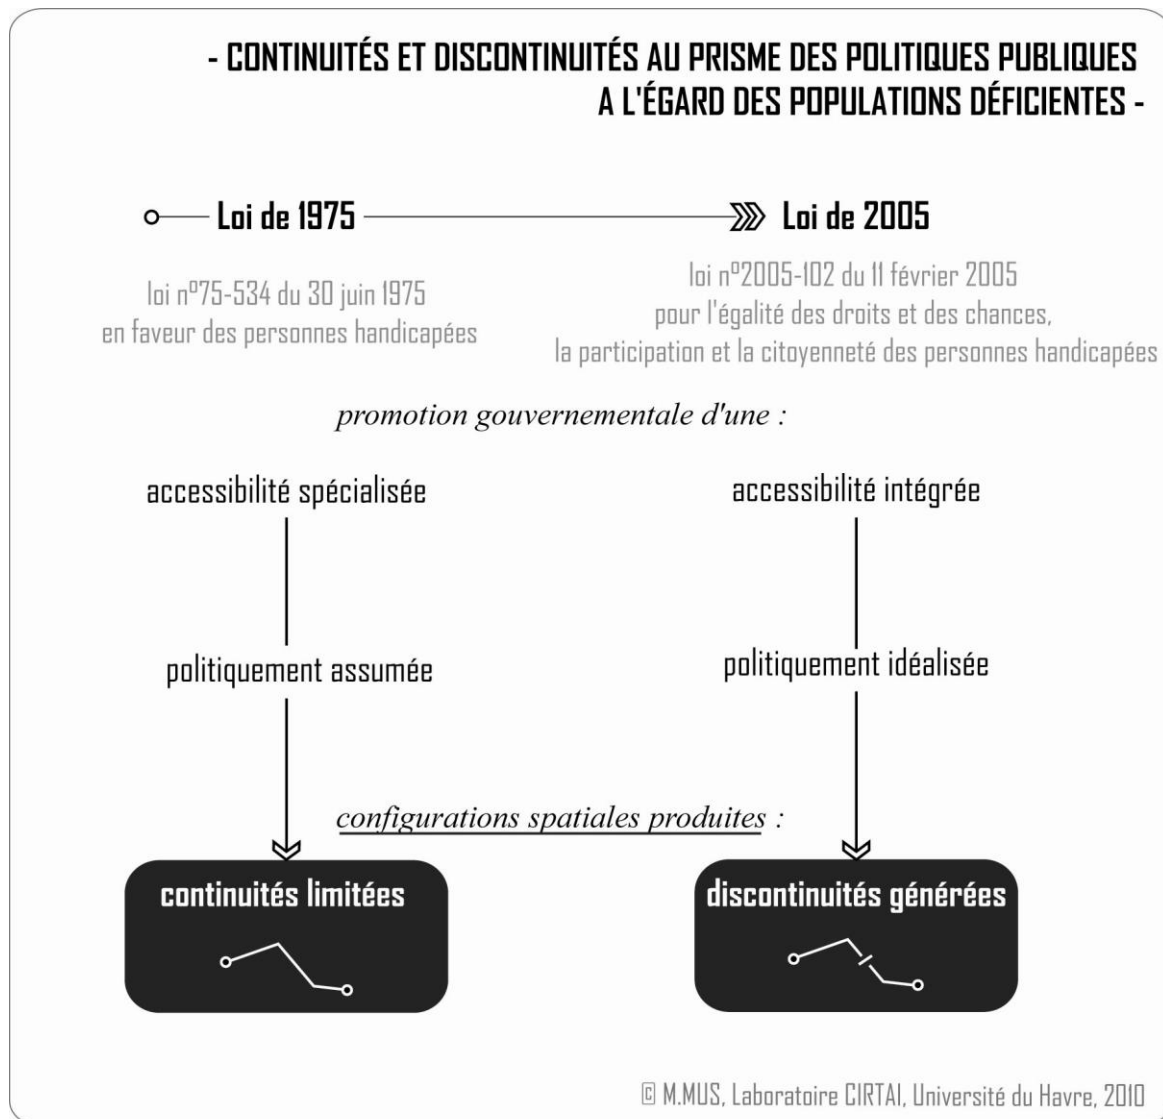 - CONTINUITÉS ET DISCONTINUITÉS AU PRISME DES POLITIQUES PUBLIQUES
A L'ÉGARD DES POPULATIONS DÉFICIENTES -
Loi de 1975
Loi de 2005
loi nº75-534 du 30 juin 1975
en faveur des personnes handicapées
loi nº2005-102 du 11 février 2005
pour l'égalité des droits et des chances,
la participation et la citoyenneté des personnes handicapées
promotion gouvernementale d'une :
accessibilité spécialisée
accessibilité intégrée
politiquement assumée
politiquement idéalisée
configurations spatiales produites :
continuités limitées
discontinuités générées
© M.MUS, Laboratoire CIRTAI, Université du Havre, 2010